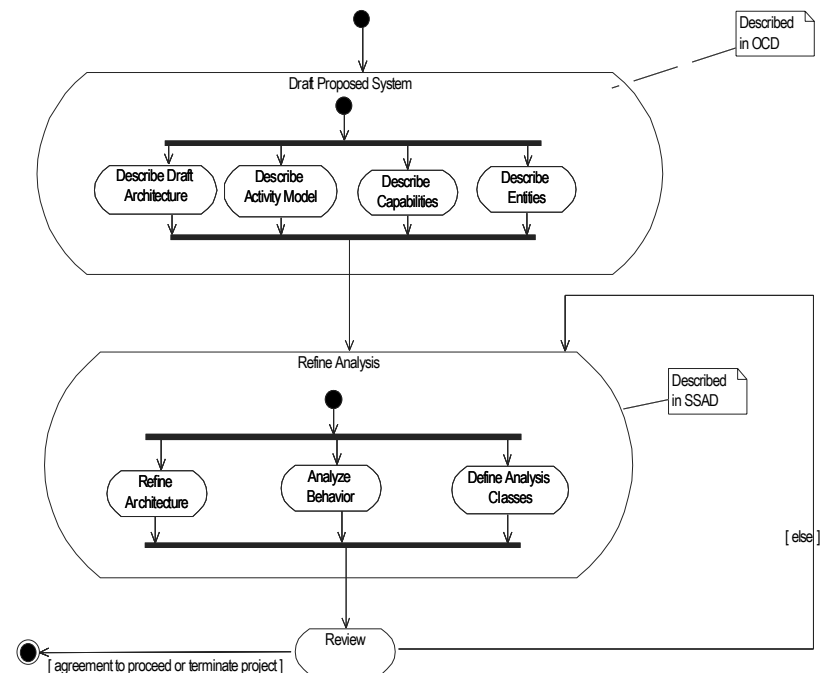 Described
in OCD
Draft Proposed System
Describe Draft
Architecture
Describe
Activity Model
Describe
Capabilities
Describe
Entities
Refine Analysis
Described
in SSAD
Refine
Architecture
Analyze
Behavior
Define Analysis
Classes
[ else ]
Review
[ agreement to proceed or terminate project ]